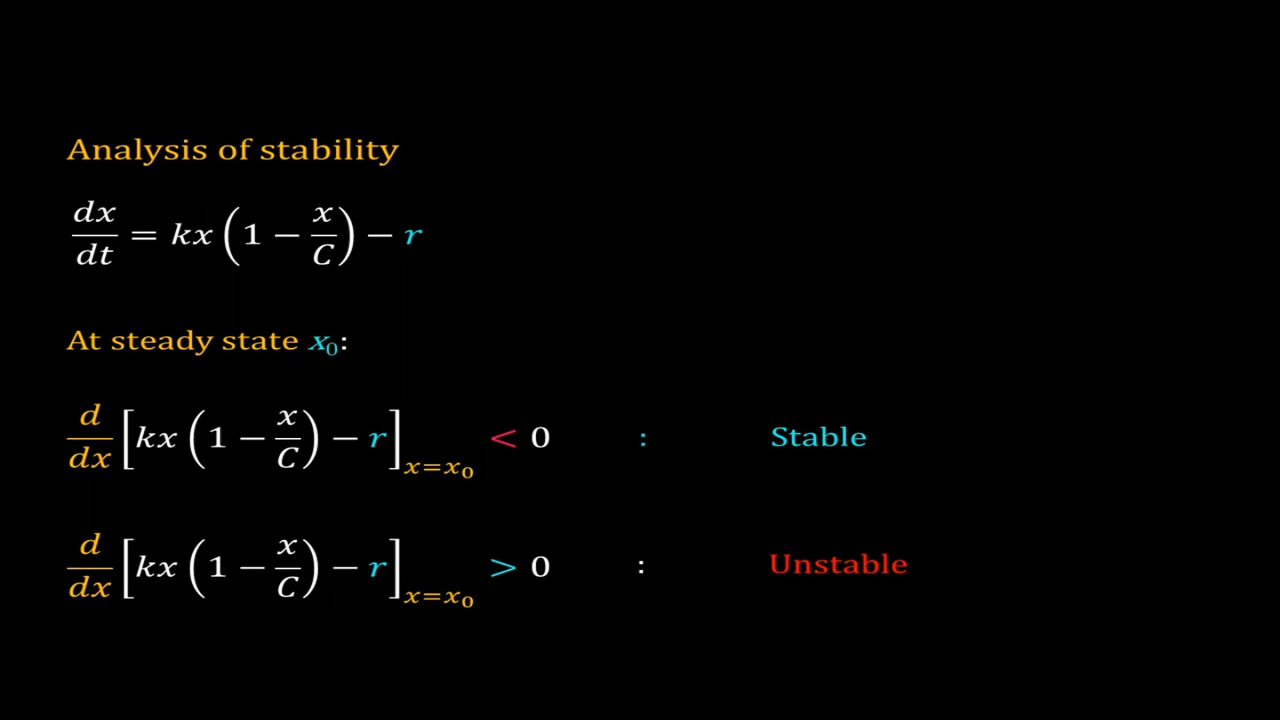 Analysis of stability
dx/dt = kx(1 − x/C) − r
At steady state x₀:
d/dx [kx(1 − x/C) − r]ₓ₌ₓ₀ < 0 : Stable
d/dx [kx(1 − x/C) − r]ₓ₌ₓ₀ > 0 : Unstable